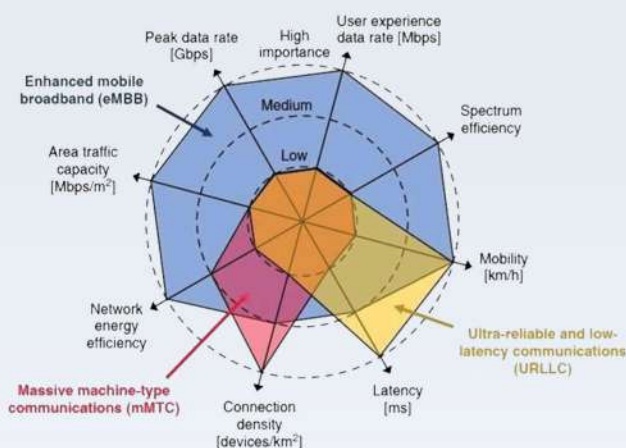 User experience
data rate [Mbps]
High
importance
Peak data rate
[Gbps]
Enhanced mobile
broadband (eMBB)
Medium
Spectrum
efficiency
Low
Area traffic
capacity
[Mbps/m²]
Mobility
[km/h]
Network
energy
efficiency
Ultra-reliable and low-
latency communications
(URLLC)
Massive machine-type
communications (mMTC)
Latency
[ms]
Connection
density
[devices/km²]